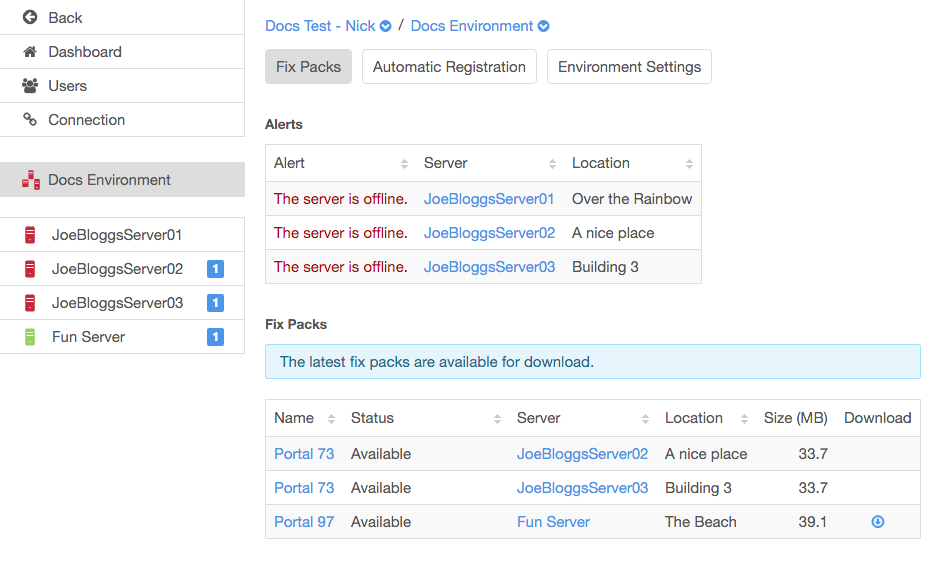 Back
Dashboard
Users
Connection
Docs Environment
JoeBloggsServer01
JoeBloggsServer02 1
JoeBloggsServer03 1
Fun Server 1
Docs Test - Nick / Docs Environment
Fix Packs Automatic Registration Environment Settings
Alerts
Alert Server Location
The server is offline. JoeBloggsServer01 Over the Rainbow
The server is offline. JoeBloggsServer02 A nice place
The server is offline. JoeBloggsServer03 Building 3
Fix Packs
The latest fix packs are available for download.
Name Status Server Location Size (MB) Download
Portal 73 Available JoeBloggsServer02 A nice place 33.7
Portal 73 Available JoeBloggsServer03 Building 3 33.7
Portal 97 Available Fun Server The Beach 39.1